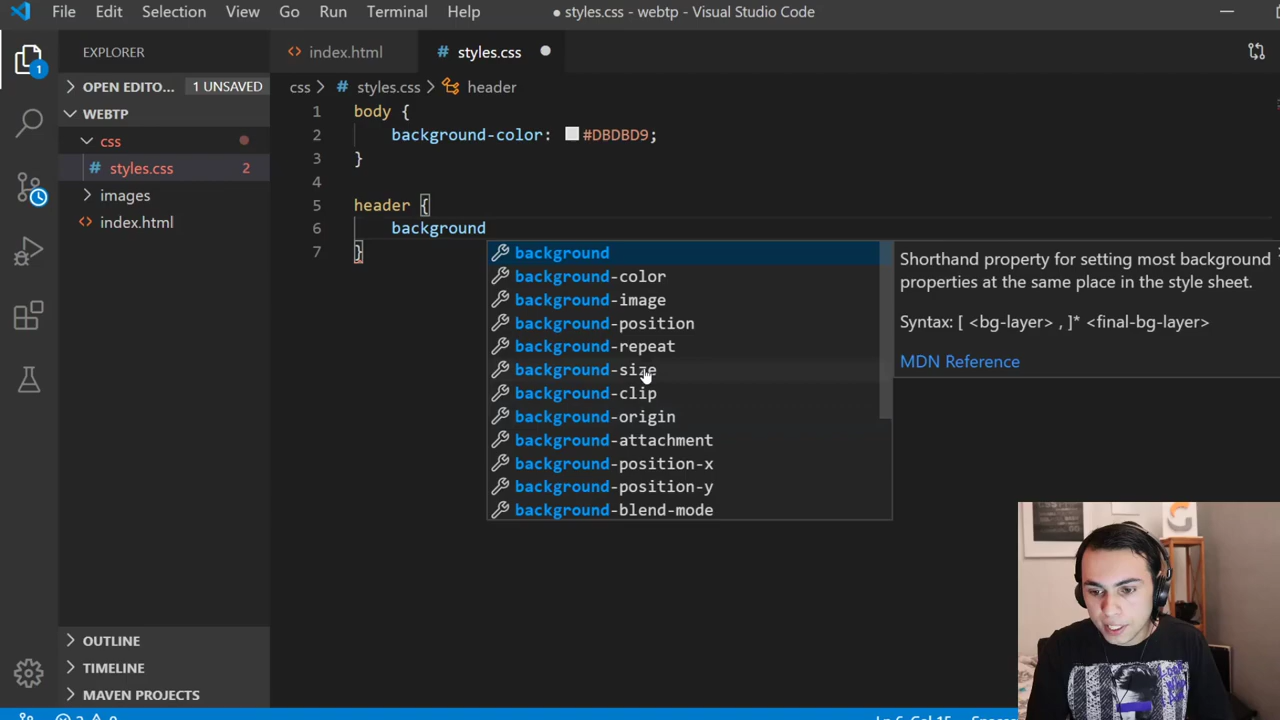 File Edit Selection View Go Run Terminal Help ● styles.css - webtp - Visual Studio Code
EXPLORER
<> index.html # styles.css ●
1
OPEN EDITO... 1 UNSAVED
css > # styles.css > header
WEBTP
css
# styles.css 2
images
<> index.html
1 body {
2 background-color: #DBDBD9;
3 }
4
5 header {
6 background
7 }
background
background-color
background-image
background-position
background-repeat
background-size
background-clip
background-origin
background-attachment
background-position-x
background-position-y
background-blend-mode
Shorthand property for setting most background
properties at the same place in the style sheet.
Syntax: [ <bg-layer> , ]* <final-bg-layer>
MDN Reference
OUTLINE
TIMELINE
MAVEN PROJECTS